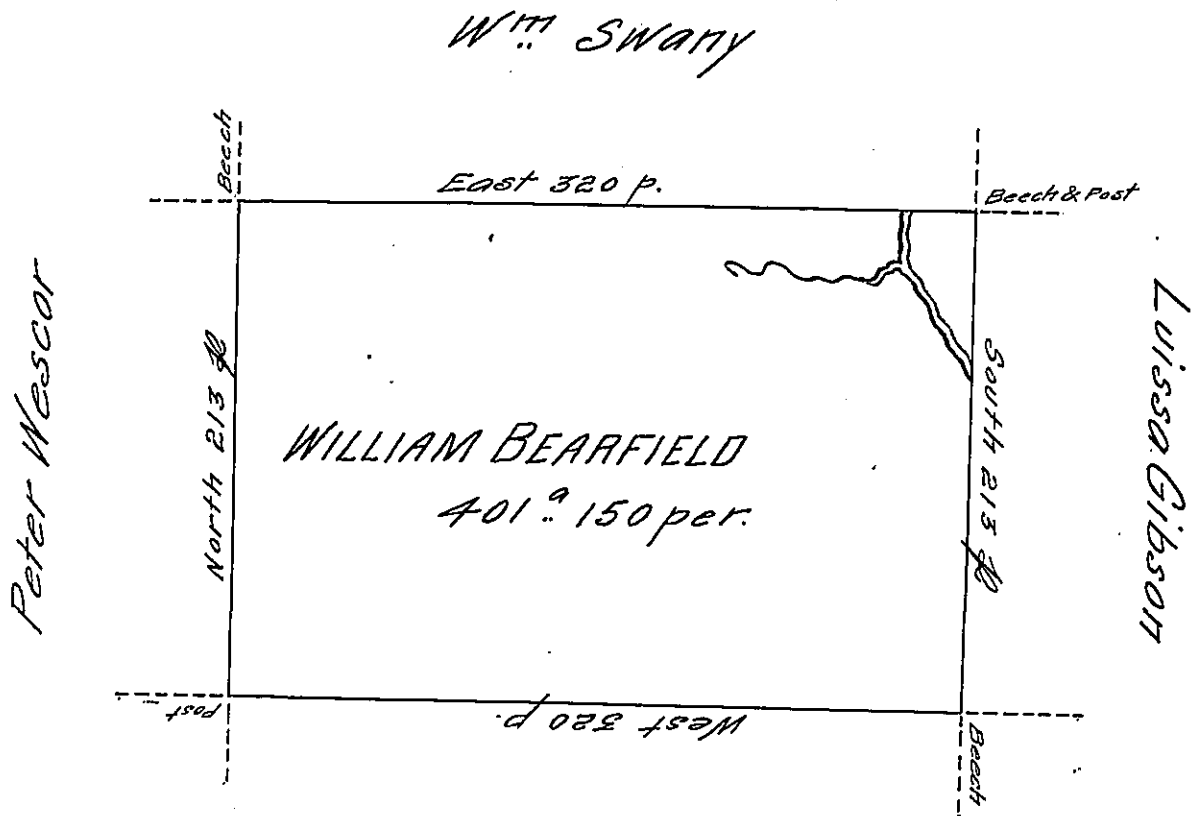 Wm Swany
Beech
East 320 p.
Beech & Post
Peter Wescor
North 213 p
WILLIAM BEARFIELD
401 a 150 per.
South 213 p
Luissa Gibson
Post
West 320 p.
Beech